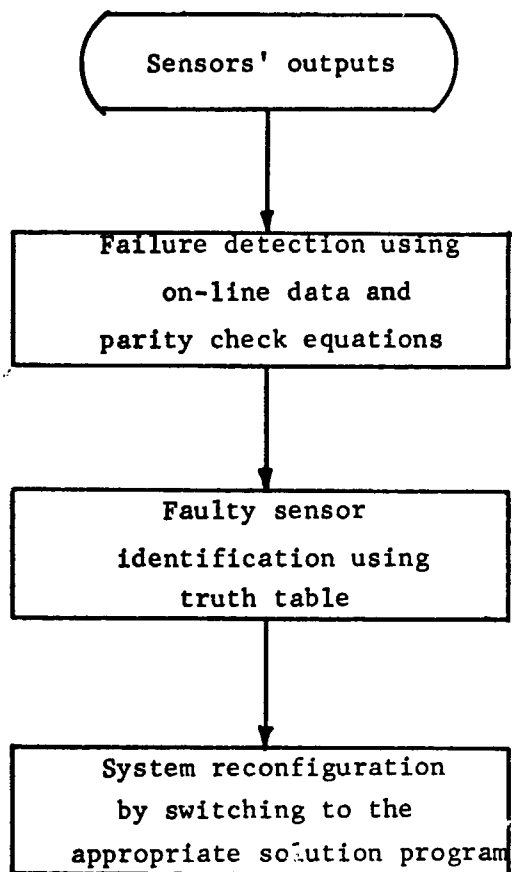 Sensors' outputs
Failure detection using
on-line data and
parity check equations
Faulty sensor
identification using
truth table
System reconfiguration
by switching to the
appropriate solution program